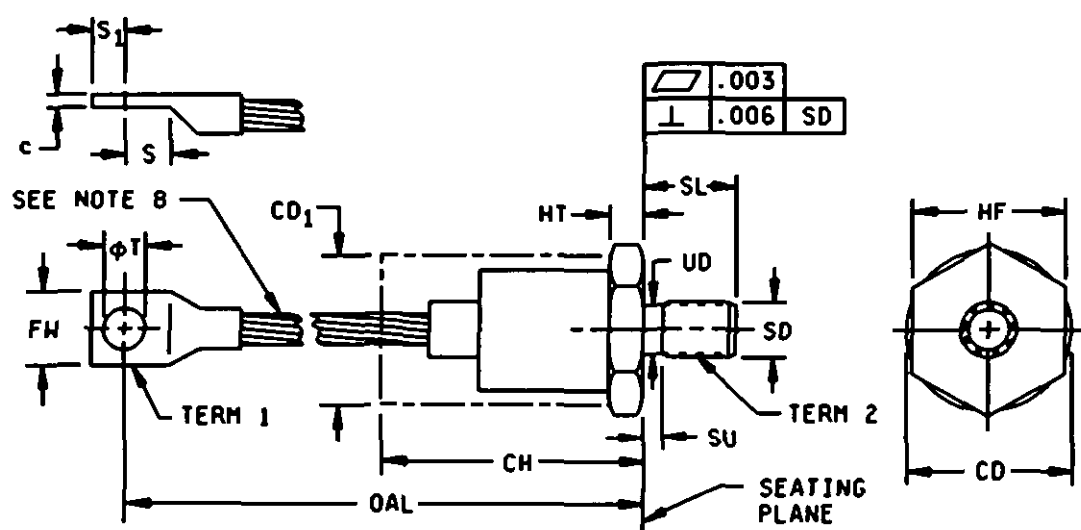 S1
c
S
.003
⊥ .006 SD
SEE NOTE 8
CD1
HT
SL
HF
φT
UD
FW
SD
TERM 1
SU
TERM 2
CH
CD
OAL
SEATING
PLANE